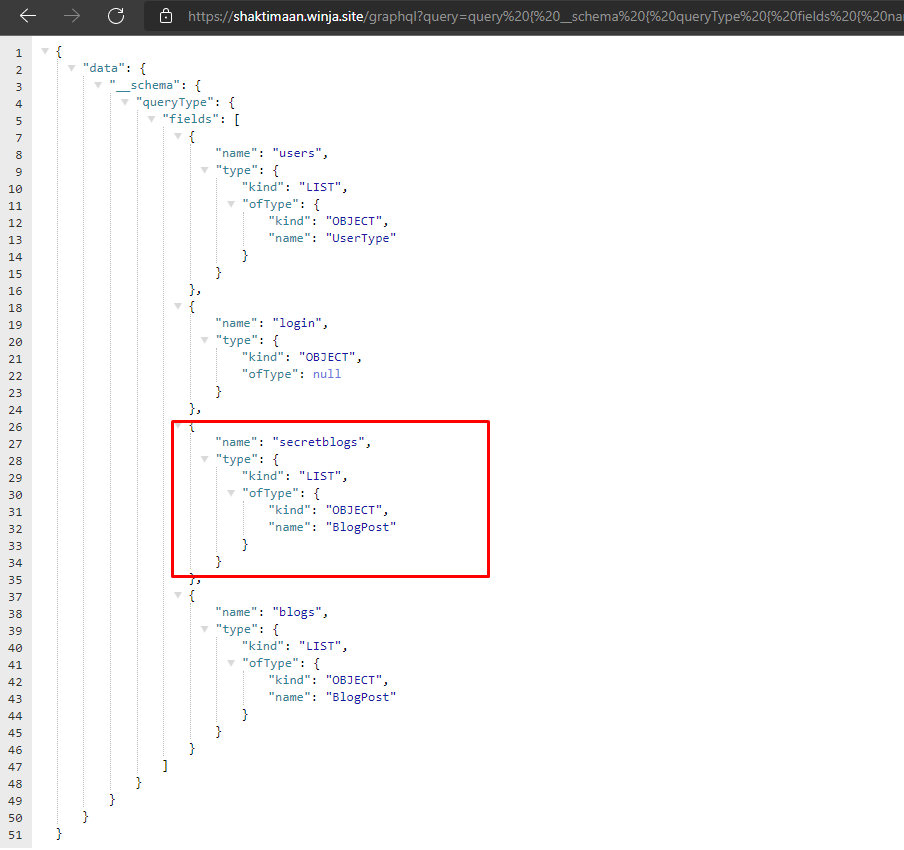 https://shaktimaan.winja.site/graphql?query=query%20{%20__schema%20{%20queryType%20{%20fields%20{%20na
1 {
2 "data": {
3 "__schema": {
4 "queryType": {
5 "fields": [
7 {
8 "name": "users",
9 "type": {
10 "kind": "LIST",
11 "ofType": {
12 "kind": "OBJECT",
13 "name": "UserType"
14 }
15 }
16 },
18 {
19 "name": "login",
20 "type": {
21 "kind": "OBJECT",
22 "ofType": null
23 }
24 },
26 {
27 "name": "secretblogs",
28 "type": {
29 "kind": "LIST",
30 "ofType": {
31 "kind": "OBJECT",
32 "name": "BlogPost"
33 }
34 }
35 },
37 {
38 "name": "blogs",
39 "type": {
40 "kind": "LIST",
41 "ofType": {
42 "kind": "OBJECT",
43 "name": "BlogPost"
44 }
45 }
46 }
47 ]
48 }
49 }
50 }
51 }